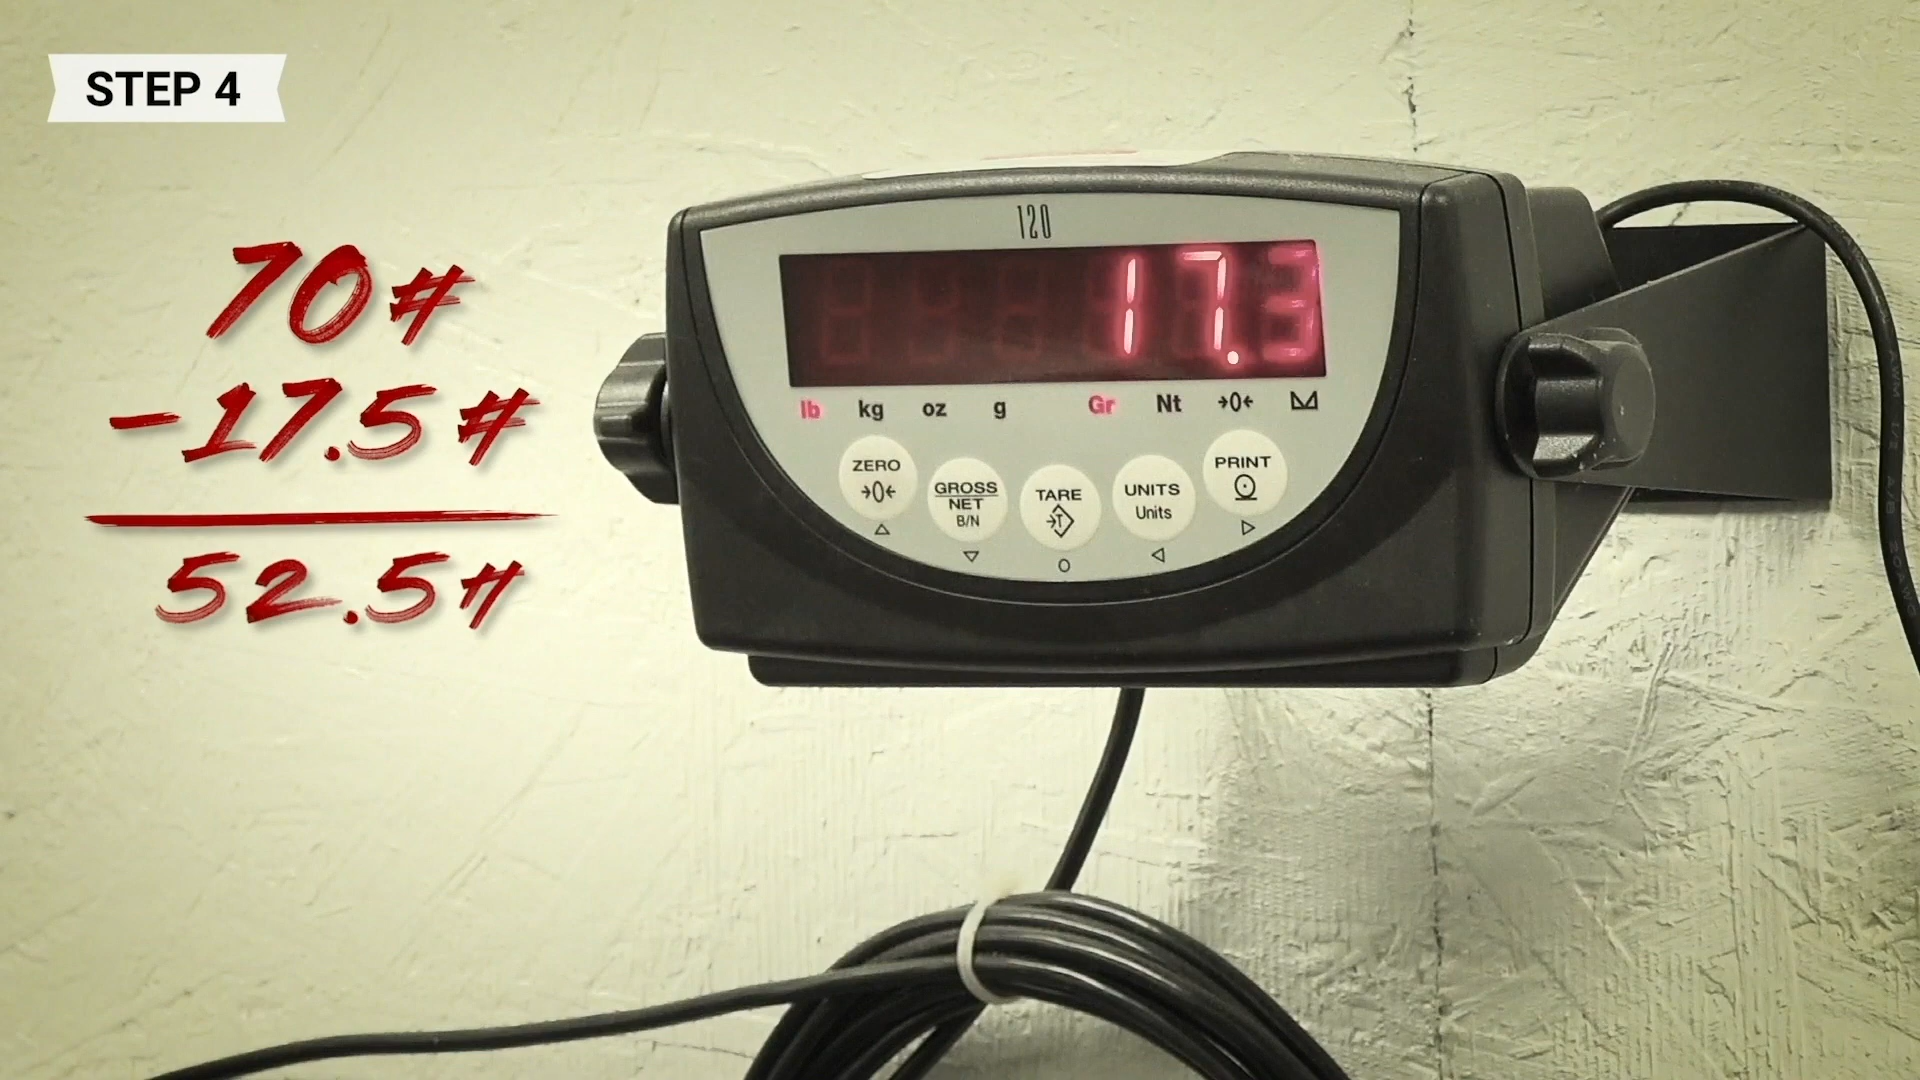 STEP 4
70#
-17.5#
52.5#
120
17.3
lb kg oz g Gr Nt →0←
ZERO
→0←
GROSS
NET
B/N
TARE
→T←
UNITS
Units
PRINT